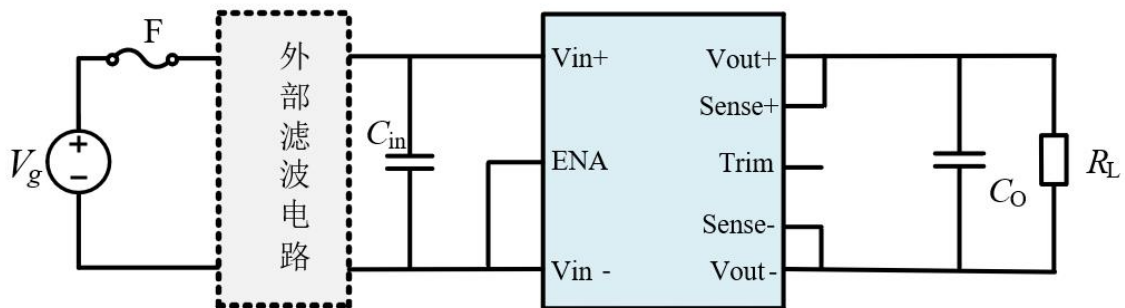 F
外部滤波电路
Vg
Cin
Vin+
ENA
Vin -
Vout+
Sense+
Trim
Sense-
Vout-
CO
RL